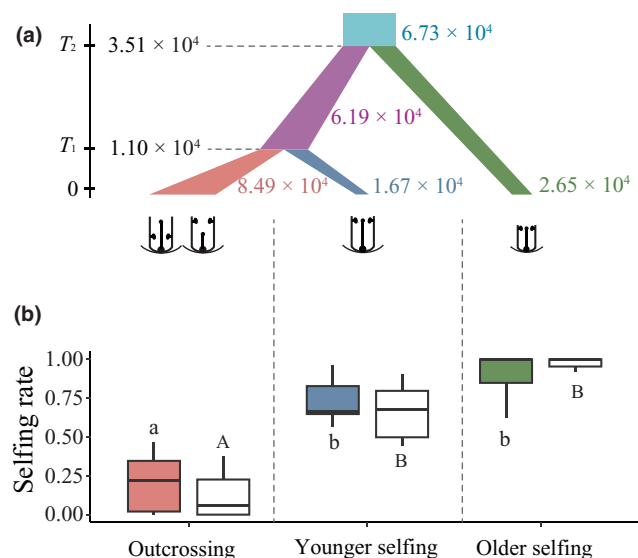 (a)
T₂ 3.51 × 10⁴ 6.73 × 10⁴
6.19 × 10⁴
T₁ 1.10 × 10⁴
0 8.49 × 10⁴ 1.67 × 10⁴ 2.65 × 10⁴
(b)
Selfing rate
1.00
0.75
0.50
0.25
0.00
a A
b B
b B
Outcrossing Younger selfing Older selfing